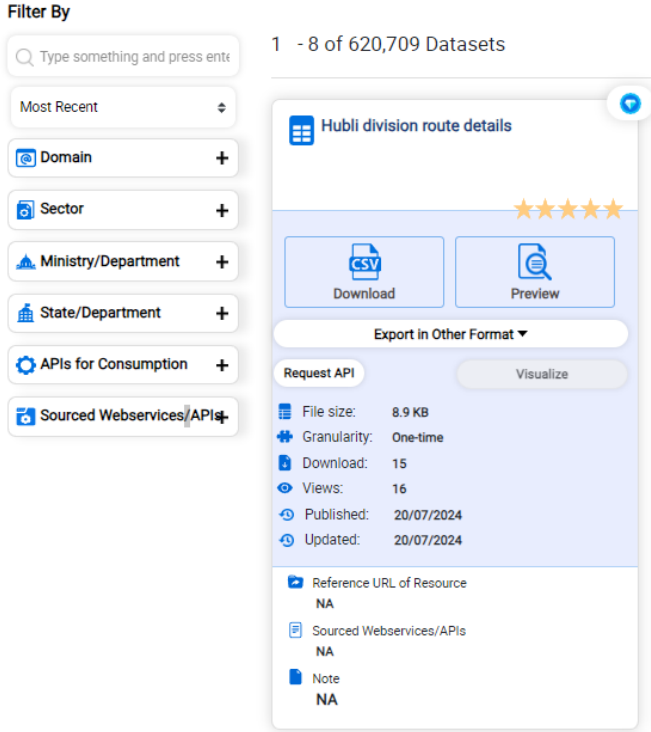 Filter By
Type something and press ente
Most Recent
Domain +
Sector +
Ministry/Department +
State/Department +
APIs for Consumption +
Sourced Webservices/APIs+
1 - 8 of 620,709 Datasets
Hubli division route details
CSV
Download
Preview
Export in Other Format ▼
Request API
Visualize
File size: 8.9 KB
Granularity: One-time
Download: 15
Views: 16
Published: 20/07/2024
Updated: 20/07/2024
Reference URL of Resource
NA
Sourced Webservices/APIs
NA
Note
NA